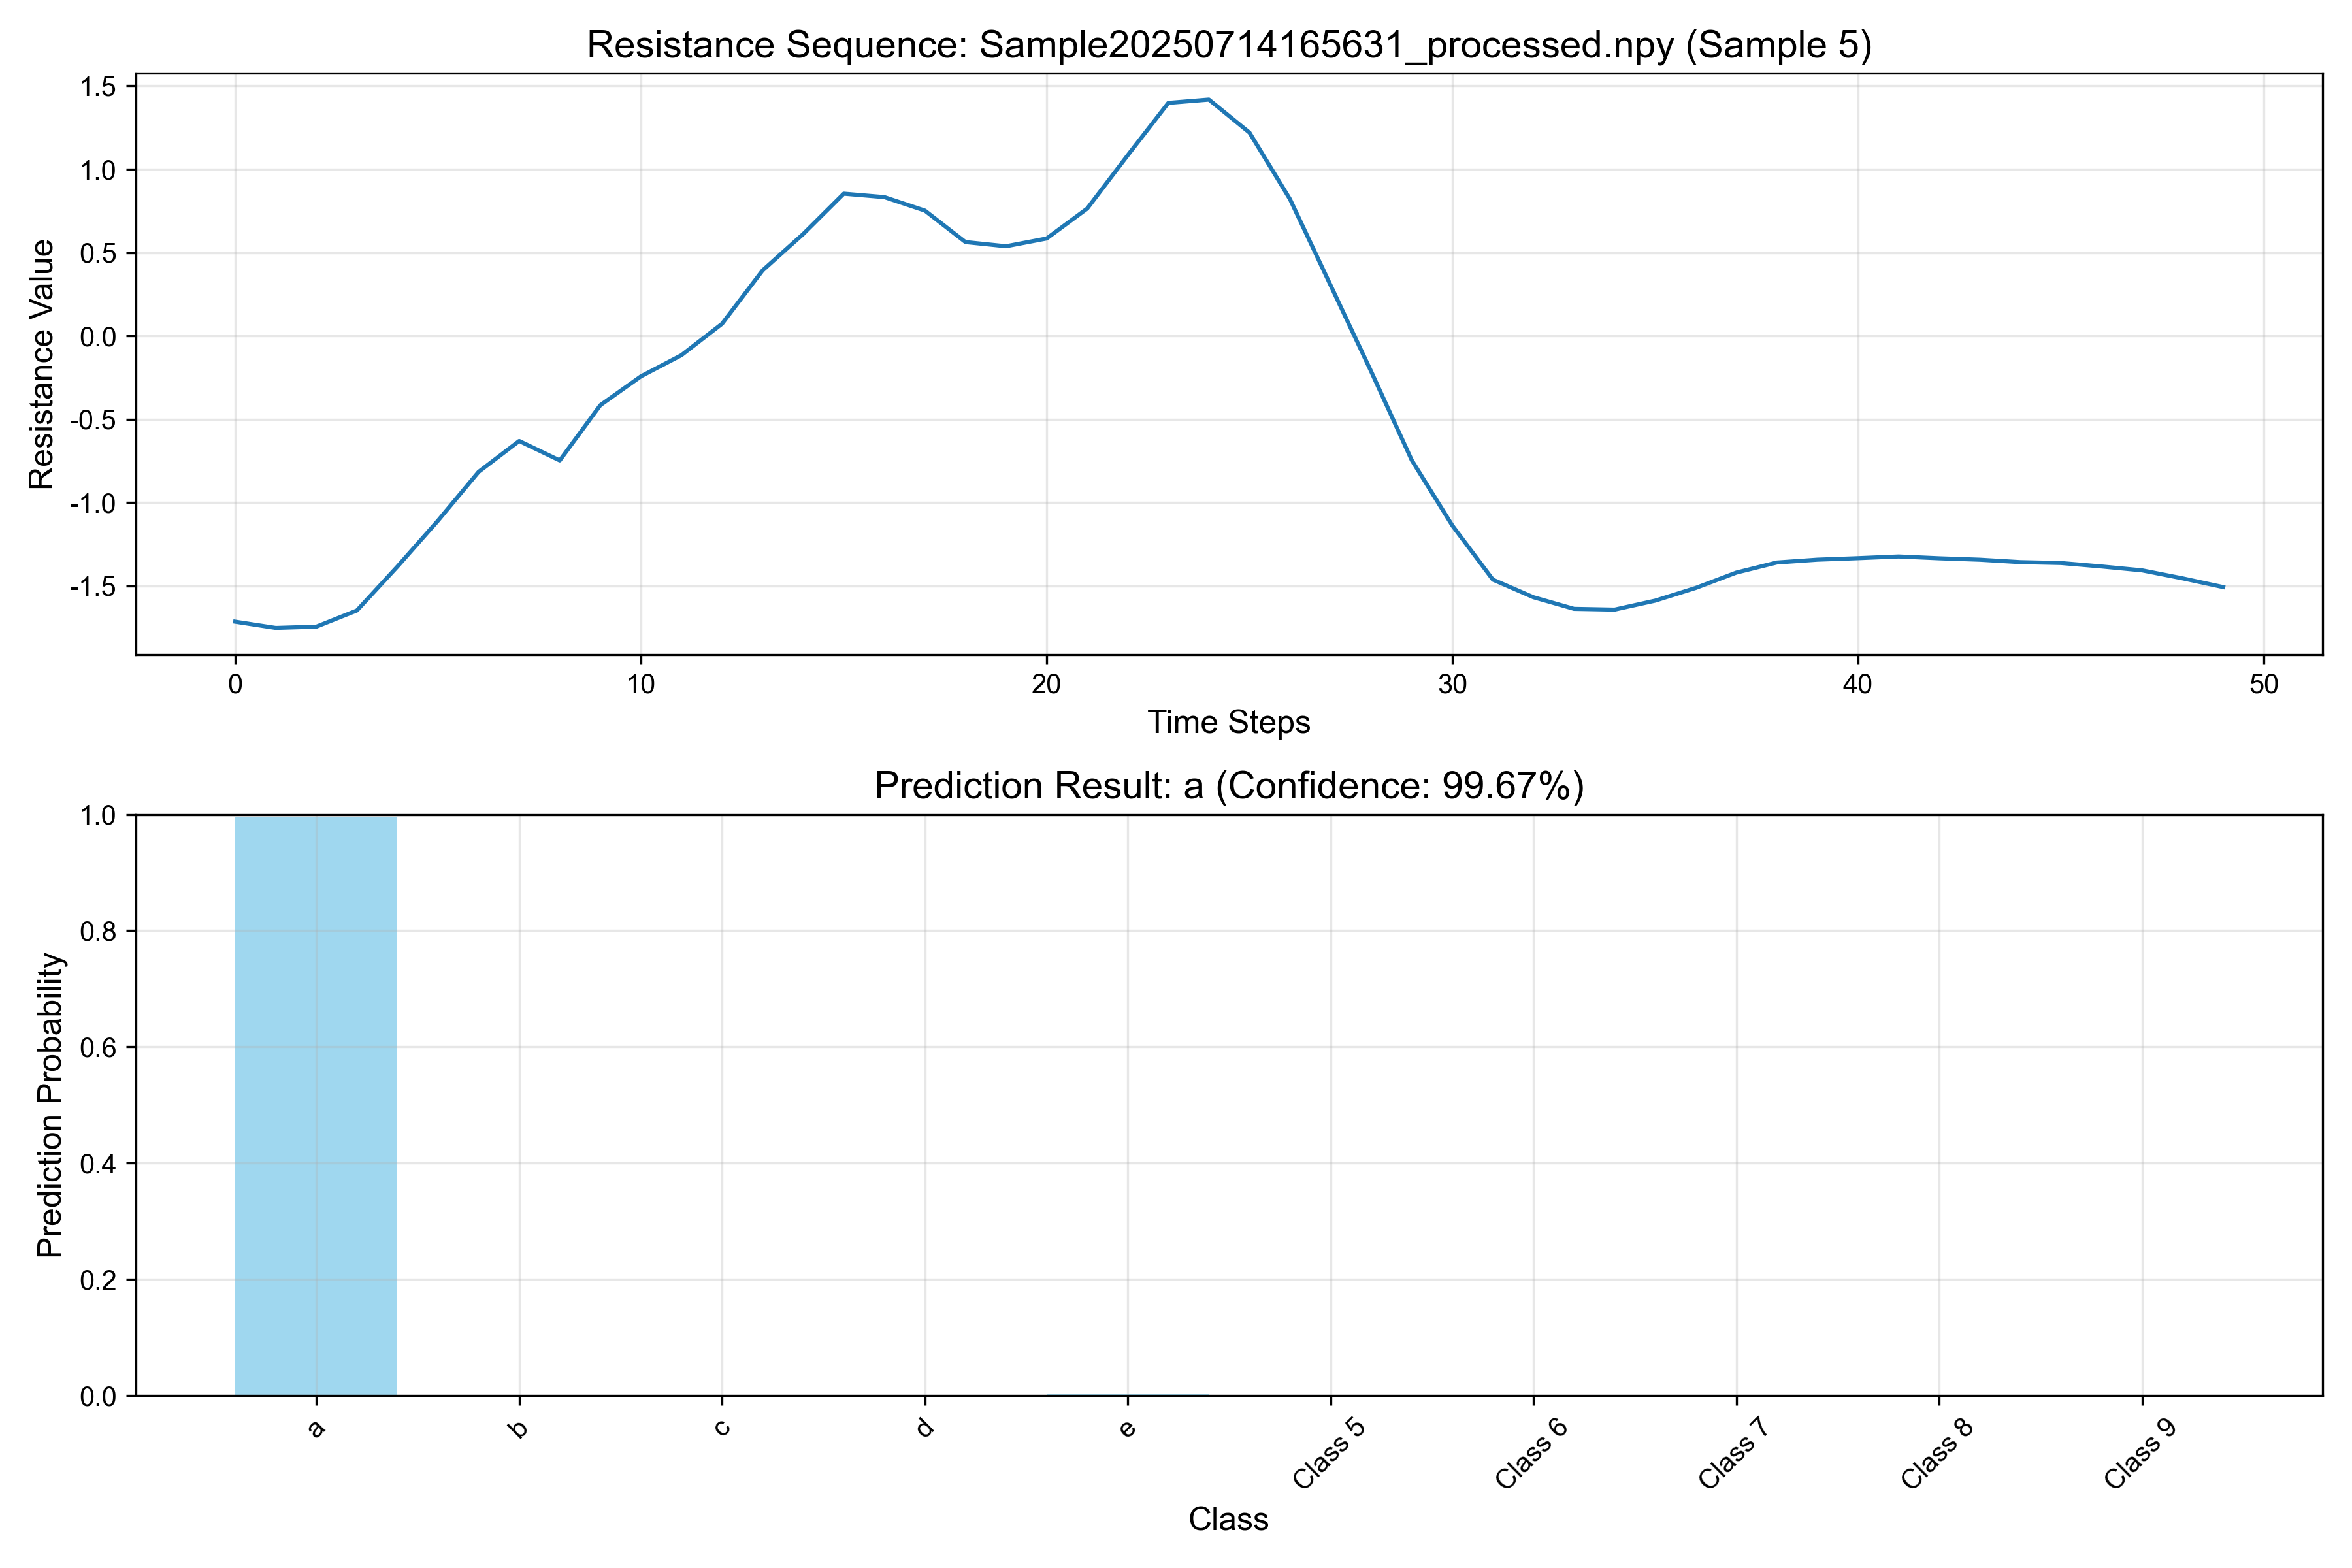 Resistance Sequence: Sample20250714165631_processed.npy (Sample 5)
Resistance Value
1.5
1.0
0.5
0.0
-0.5
-1.0
-1.5
0 10 20 30 40 50
Time Steps
Prediction Result: a (Confidence: 99.67%)
Prediction Probability
1.0
0.8
0.6
0.4
0.2
0.0
a b c d e Class 5 Class 6 Class 7 Class 8 Class 9
Class